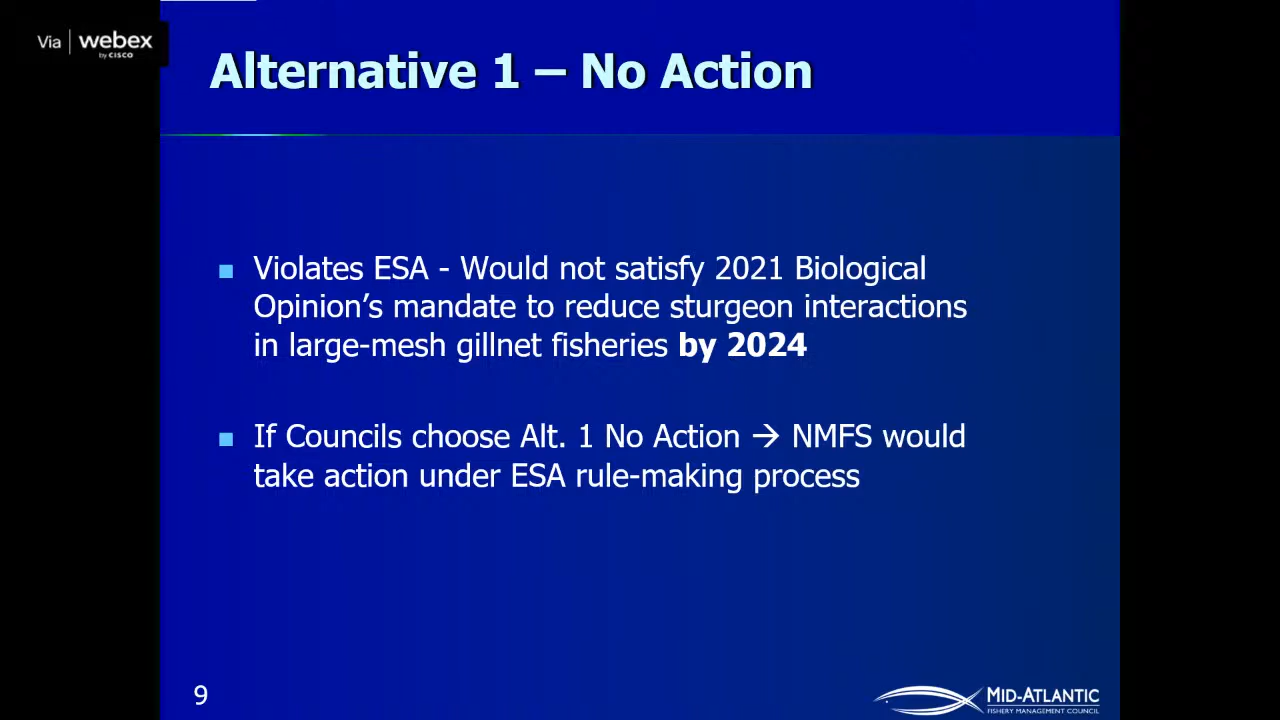 Via webex
by CISCO
Alternative 1 – No Action
Violates ESA - Would not satisfy 2021 Biological
Opinion’s mandate to reduce sturgeon interactions
in large-mesh gillnet fisheries by 2024
If Councils choose Alt. 1 No Action → NMFS would
take action under ESA rule-making process
9
MID-ATLANTIC
FISHERY MANAGEMENT COUNCIL